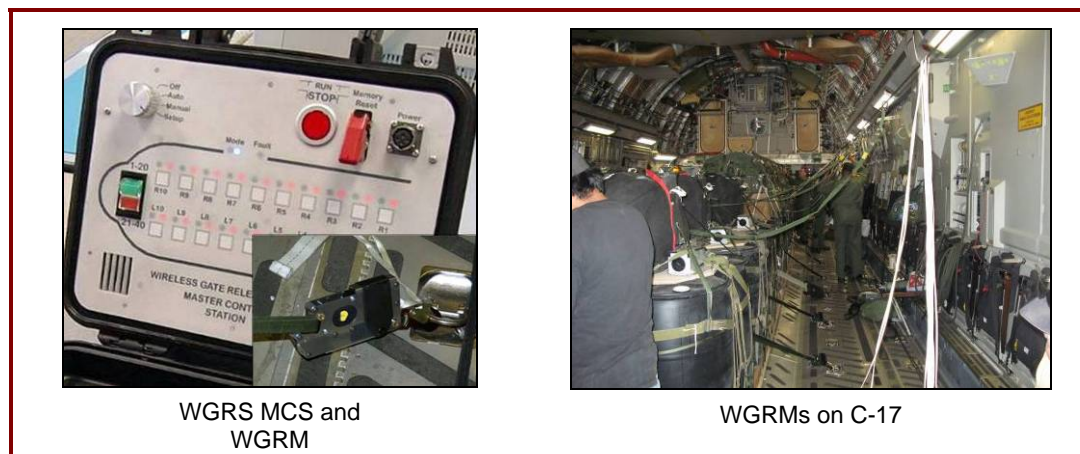 Off
Auto
Manual
Setup
RUN
STOP
Memory
Reset
Power
Mode
Fault
1-20
21-40
R10 R9 R8 R7 R6 R5 R4 R3 R2 R1
L10 L9 L8 L7 L6 L5
WIRELESS GATE
MASTER
STATION
WGRS MCS and
WGRM
WGRMs on C-17